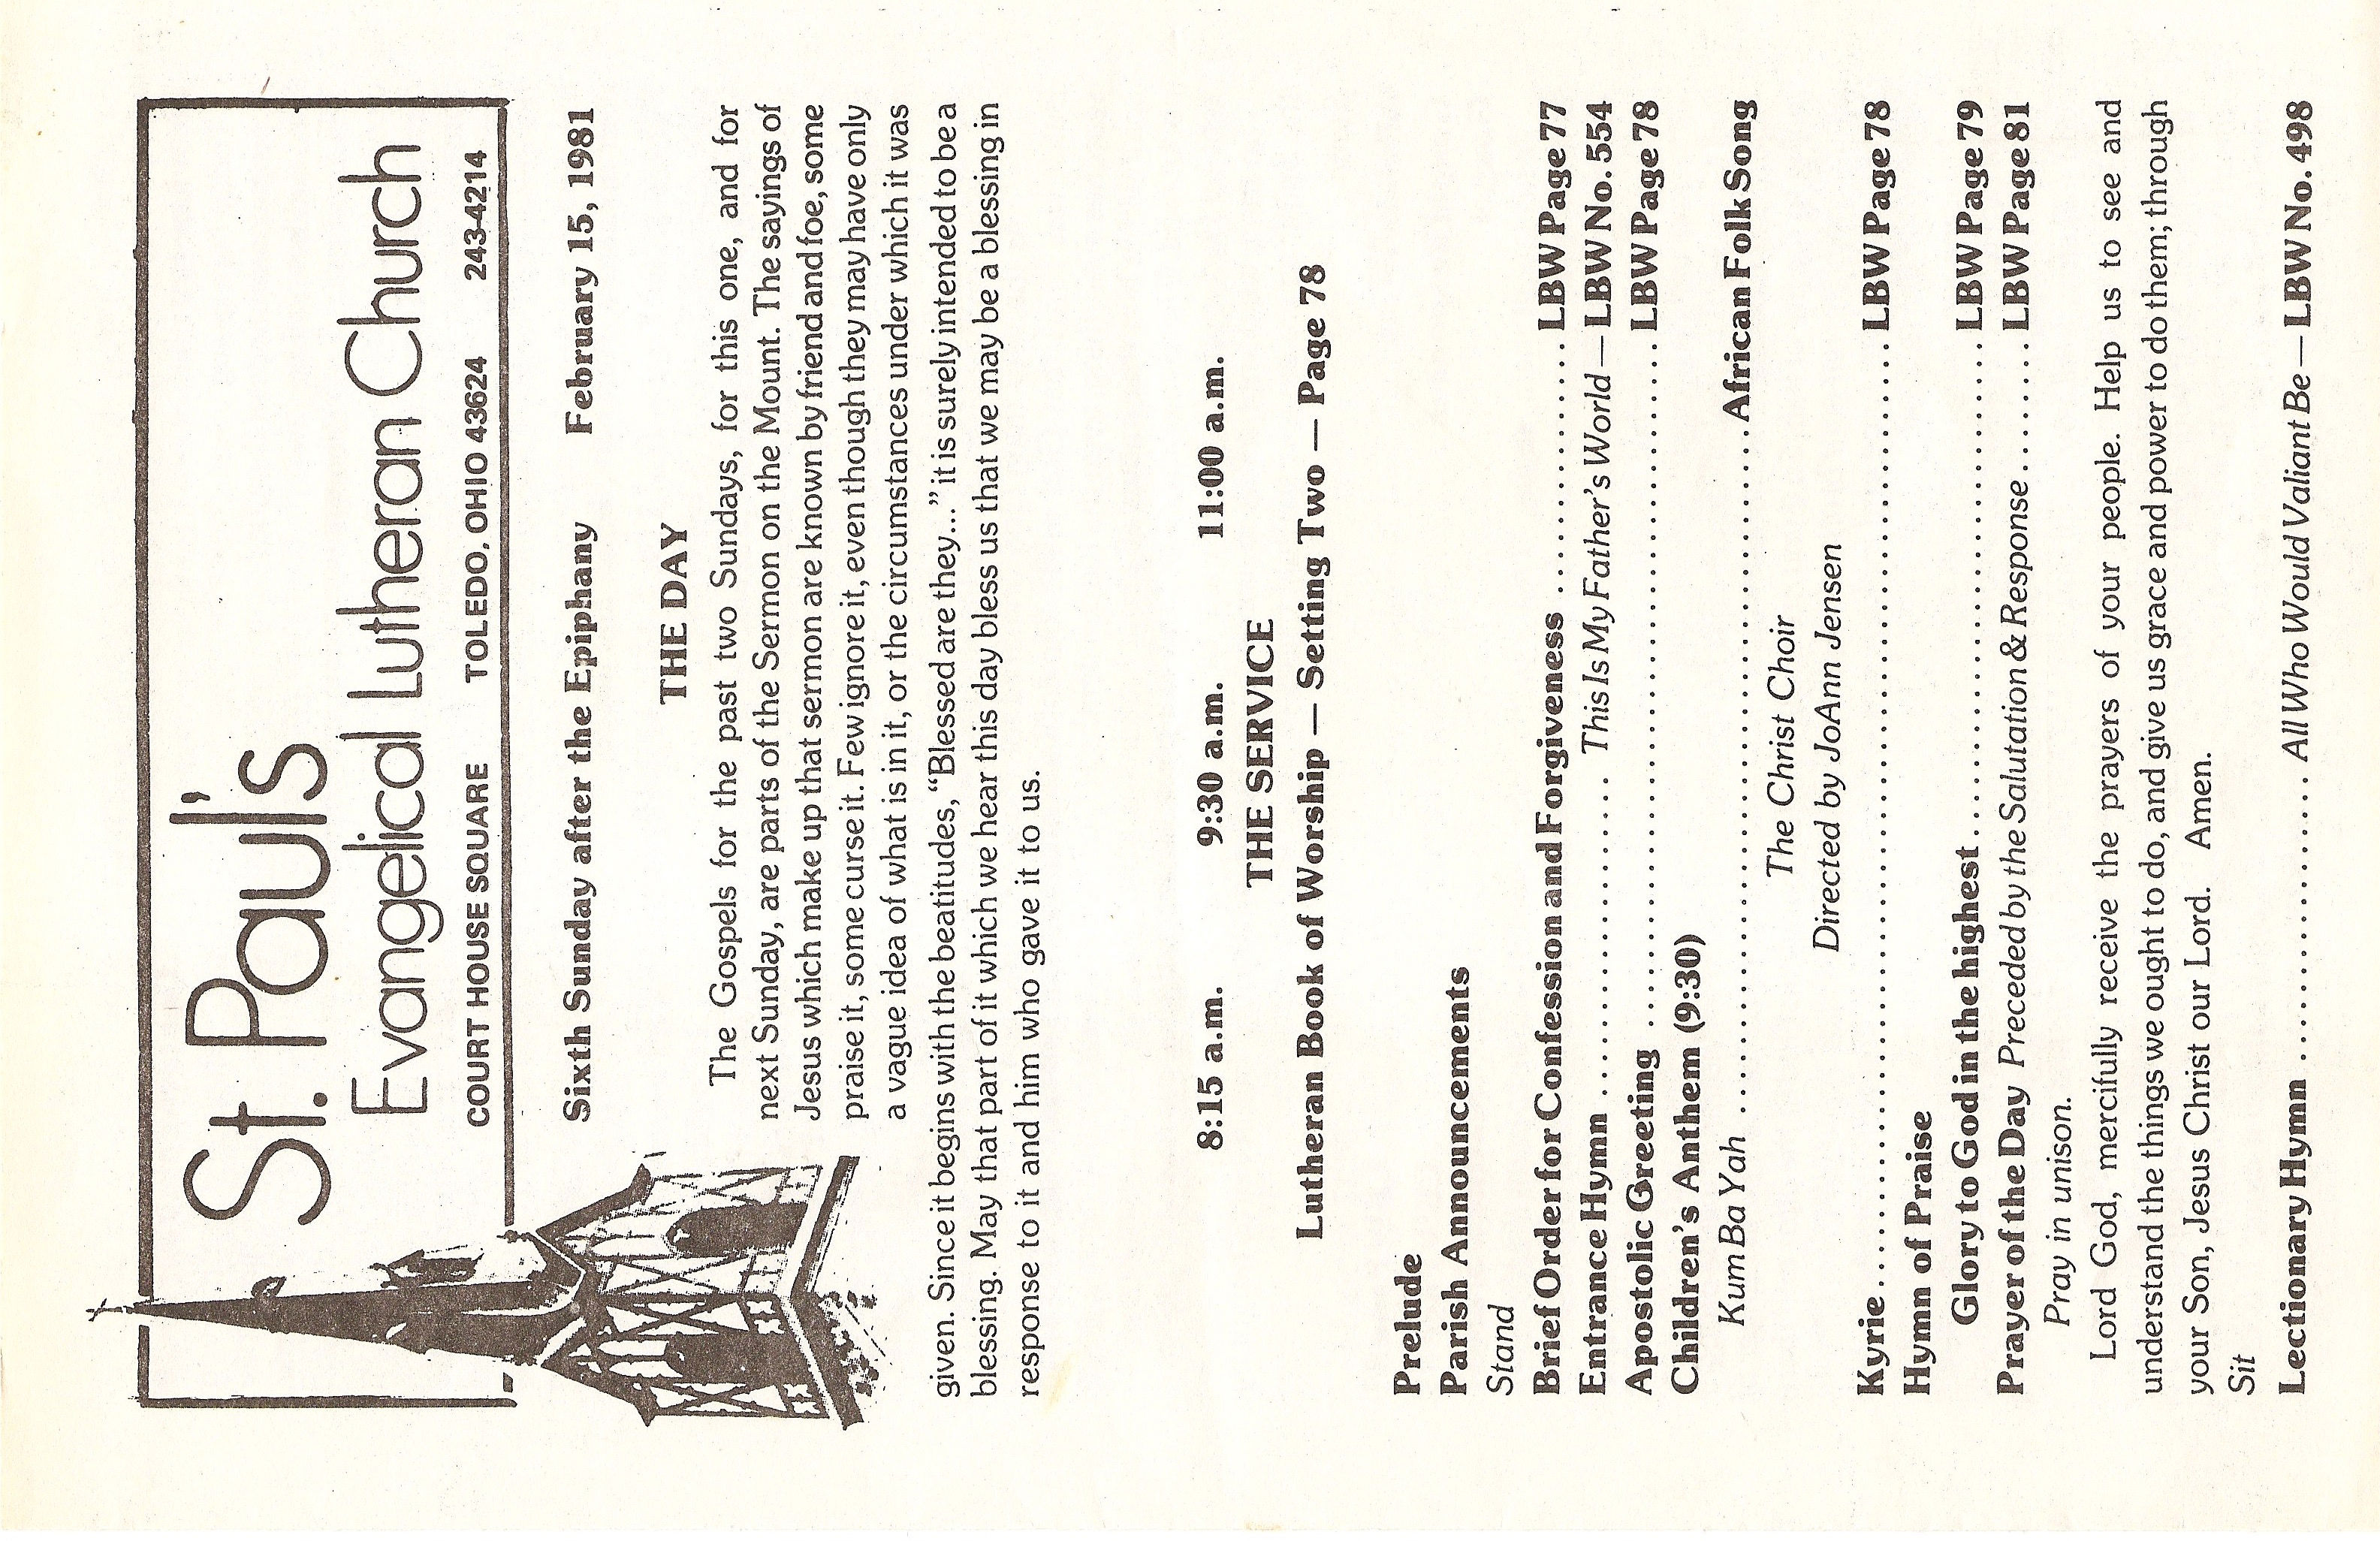 St. Paul's
Evangelical Lutheran Church
COURT HOUSE SQUARE TOLEDO, OHIO 43624 243-4214
Sixth Sunday after the Epiphany February 15, 1981
THE DAY
The Gospels for the past two Sundays, for this one, and for
next Sunday, are parts of the Sermon on the Mount. The sayings of
Jesus which make up that sermon are known by friend and foe, some
praise it, some curse it. Few ignore it, even though they may have only
a vague idea of what is in it, or the circumstances under which it was
given. Since it begins with the beatitudes, “Blessed are they...” it is surely intended to be a
blessing. May that part of it which we hear this day bless us that we may be a blessing in
response to it and him who gave it to us.
8:15 a.m. 9:30 a.m. 11:00 a.m.
THE SERVICE
Lutheran Book of Worship — Setting Two — Page 78
Prelude
Parish Announcements
Stand
Brief Order for Confession and Forgiveness .................... LBW Page 77
Entrance Hymn .......................... This Is My Father's World — LBW No. 554
Apostolic Greeting .................................................... LBW Page 78
Children's Anthem (9:30)
Kum Ba Yah .................................................... African Folk Song
The Christ Choir
Directed by JoAnn Jensen
Kyrie ........................................................................ LBW Page 78
Hymn of Praise
Glory to God in the highest ........................................ LBW Page 79
Prayer of the Day Preceded by the Salutation & Response .......... LBW Page 81
Pray in unison.
Lord God, mercifully receive the prayers of your people. Help us to see and
understand the things we ought to do, and give us grace and power to do them; through
your Son, Jesus Christ our Lord. Amen.
Sit
Lectionary Hymn ...................... All Who Would Valiant Be — LBW No. 498